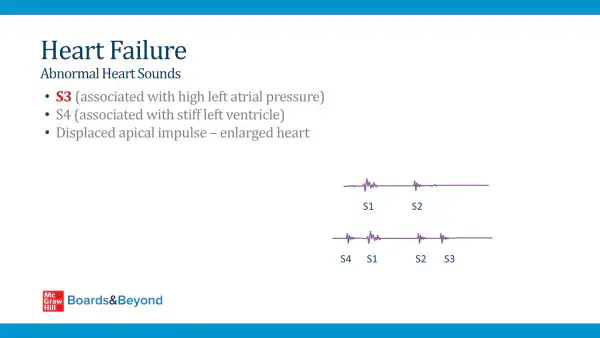 Heart Failure
Abnormal Heart Sounds
• S3 (associated with high left atrial pressure)
• S4 (associated with stiff left ventricle)
• Displaced apical impulse – enlarged heart
S1 S2
S4 S1 S2 S3
Mc
Graw
Hill
Boards&Beyond